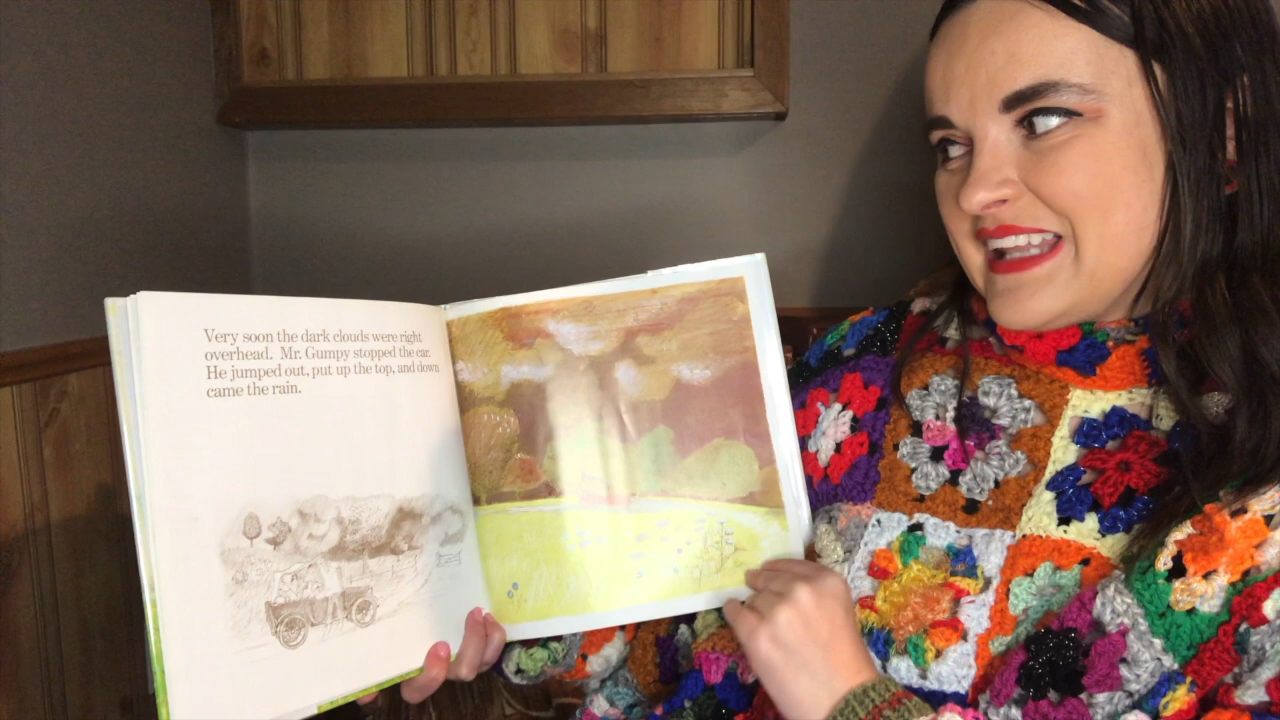 Very soon the dark clouds were right
overhead. Mr. Gumpy stopped the car.
He jumped out, put up the top, and down
came the rain.